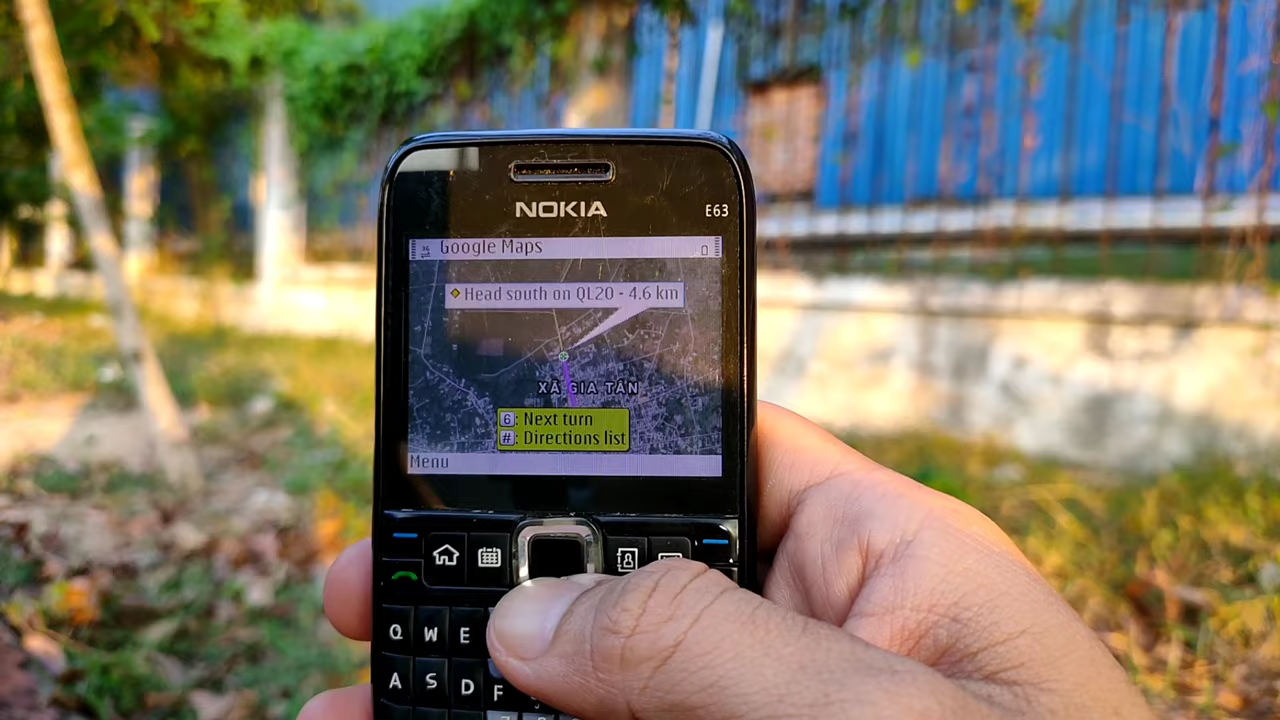 NOKIA
E63
Google Maps
Head south on QL20 - 4.6 km
XÃ GIA TÂN
6: Next turn
#: Directions list
Menu
Q W E
A S D F